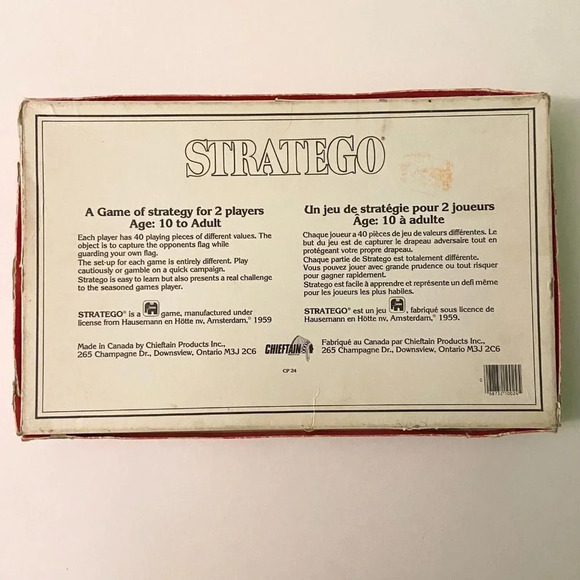 STRATEGO®
A Game of strategy for 2 players
Age: 10 to Adult
Each player has 40 playing pieces of different values. The
object is to capture the opponents flag while
guarding your own flag.
The set-up for each game is entirely different. Play
cautiously or gamble on a quick campaign.
Stratego is easy to learn but also presents a real challenge
to the seasoned games player.
STRATEGO® is a game, manufactured under
license from Hausemann en Hötte nv, Amsterdam,® 1959
Made in Canada by Chieftain Products Inc.,
265 Champagne Dr., Downsview, Ontario M3J 2C6
Un jeu de stratégie pour 2 joueurs
Âge: 10 à adulte
Chaque joueur a 40 pièces de jeu de valeurs différentes. Le
but du jeu est de capturer le drapeau adversaire tout en
protégeant votre propre drapeau.
Chaque partie de Stratego est totalement différente.
Vous pouvez jouer avec grande prudence ou tout risquer
pour gagner rapidement.
Stratego est facile à apprendre et représente un defi même
pour les joueurs les plus habiles.
STRATEGO® est un jeu , fabriqué sous licence de
Hausemann en Hötte nv, Amsterdam,® 1959.
CHIEFTAIN
Fabriqué au Canada par Chieftain Products Inc.,
265 Champagne Dr., Downsview, Ontario M3J 2C6
CP 24